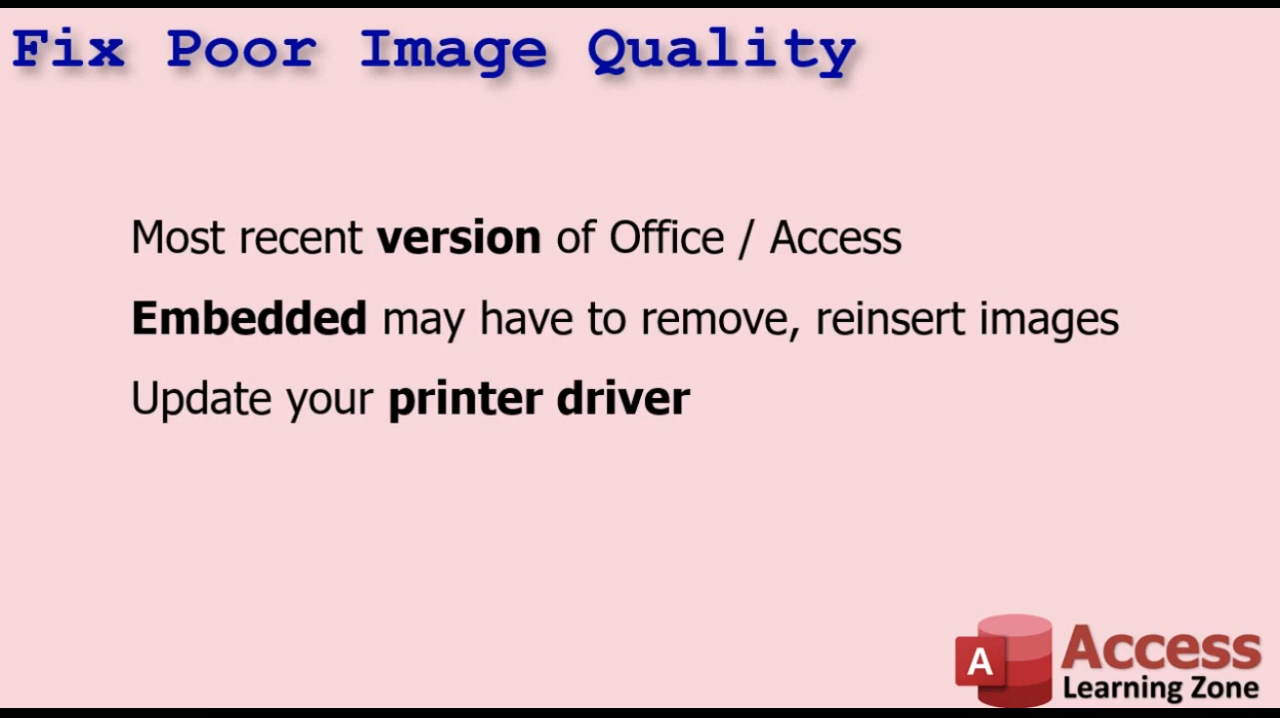 Fix Poor Image Quality
Most recent version of Office / Access
Embedded may have to remove, reinsert images
Update your printer driver
A
Access
Learning Zone